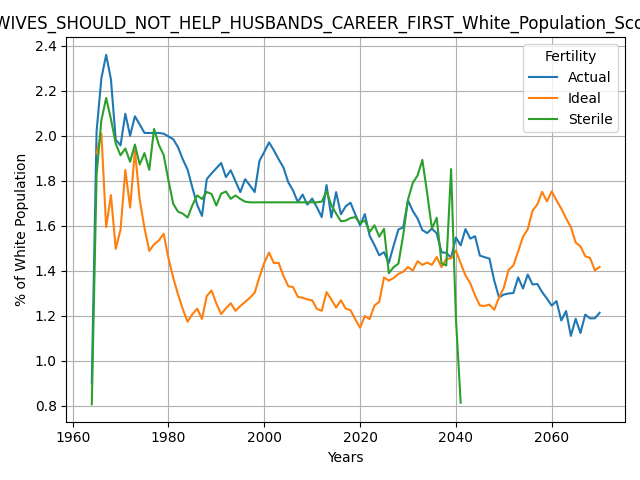 WIVES_SHOULD_NOT_HELP_HUSBANDS_CAREER_FIRST_White_Population_Sco
2.4
2.2
2.0
1.8
1.6
1.4
1.2
1.0
0.8
% of White Population
Fertility
Actual
Ideal
Sterile
1960 1980 2000 2020 2040 2060
Years